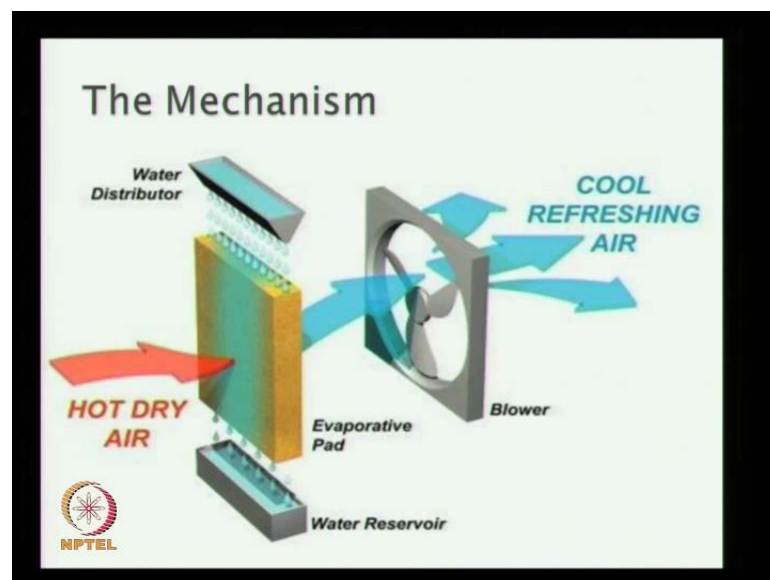 The Mechanism
Water
Distributor
COOL
REFRESHING
AIR
HOT DRY
AIR
Evaporative
Pad
Blower
Water Reservoir
NPTEL